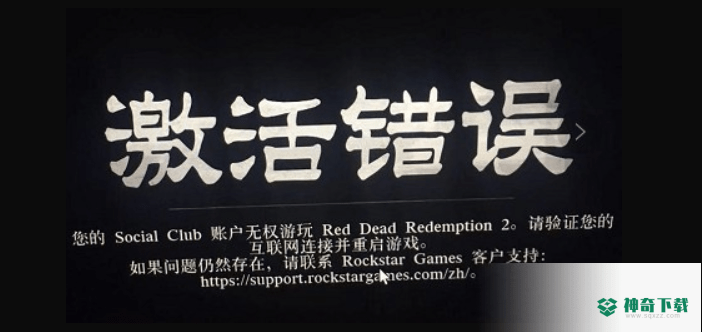 激活错误
您的 Social Club 账户无权游玩 Red Dead Redemption 2。请验证您的
互联网连接并重启游戏。
如果问题仍然存在，请联系 Rockstar Games 客户支持：
https://support.rockstargames.com/zh/。
神奇下载